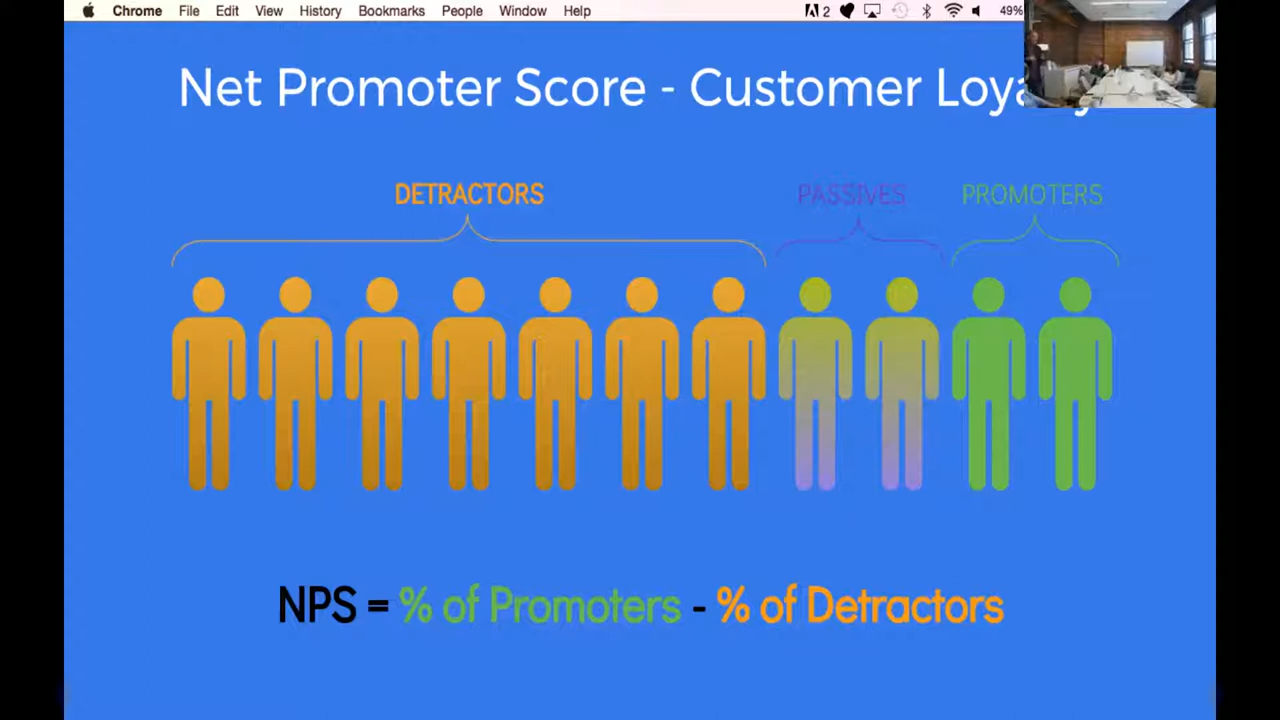 Chrome File Edit View History Bookmarks People Window Help 2 49%
Net Promoter Score - Customer
DETRACTORS PASSIVES PROMOTERS
NPS = % of Promoters - % of Detractors